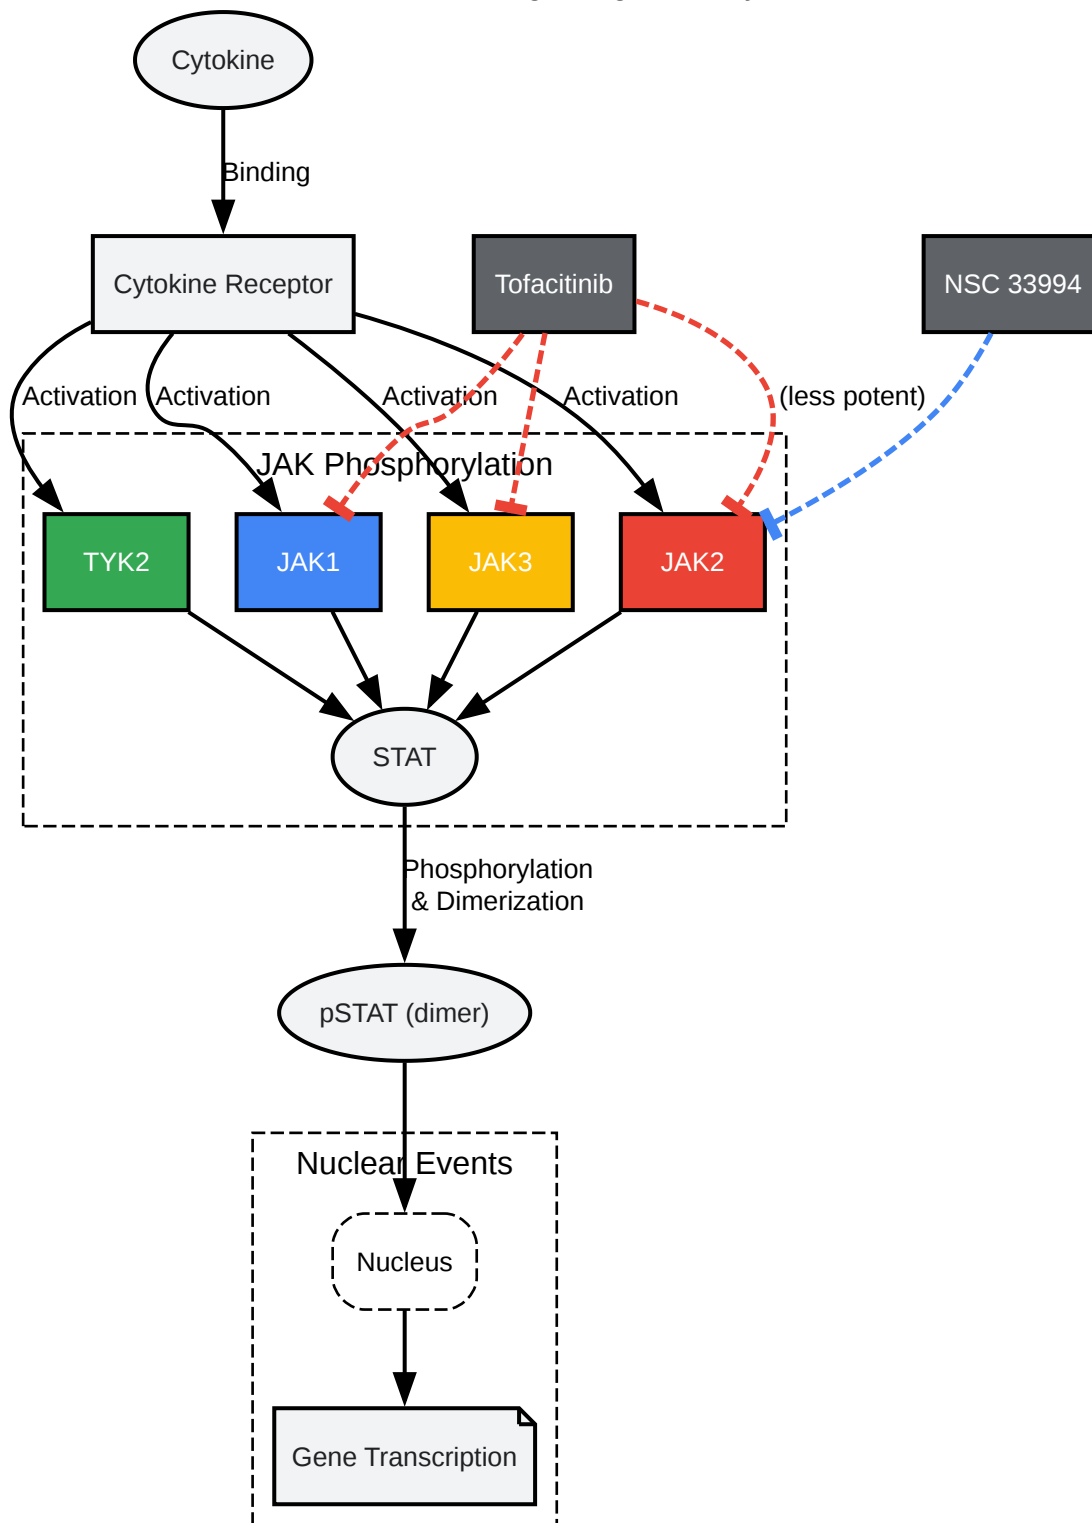 Cytokine
Binding
Cytokine Receptor
Tofacitinib
NSC 33994
Activation
Activation
Activation
Activation
(less potent)
JAK Phosphorylation
TYK2
JAK1
JAK3
JAK2
STAT
Phosphorylation
& Dimerization
pSTAT (dimer)
Nuclear Events
Nucleus
Gene Transcription